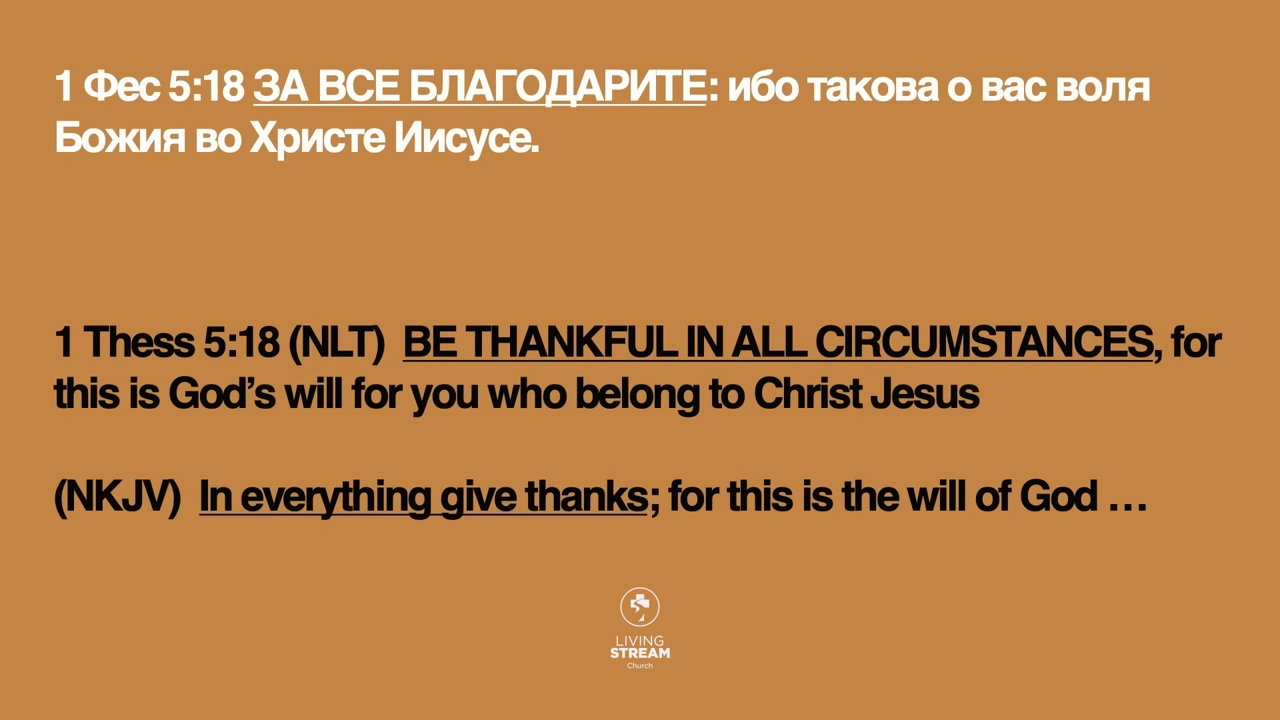 1 Фес 5:18 ЗА ВСЕ БЛАГОДАРИТЕ: ибо такова о вас воля
Божия во Христе Иисусе.
1 Thess 5:18 (NLT) BE THANKFUL IN ALL CIRCUMSTANCES, for
this is God’s will for you who belong to Christ Jesus
(NKJV) In everything give thanks; for this is the will of God …
LIVING
STREAM
Church